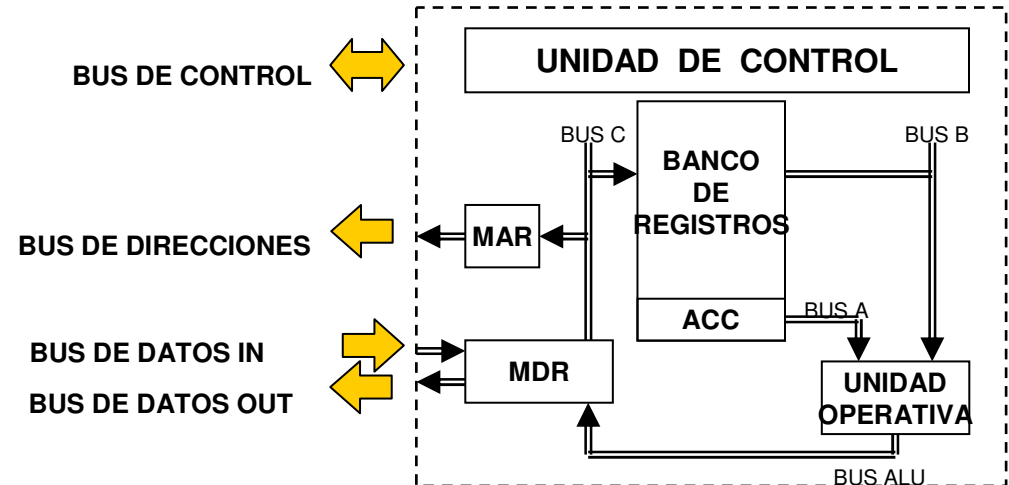 UNIDAD DE CONTROL
BUS DE CONTROL
BUS C
BUS B
BANCO
DE
REGISTROS
MAR
BUS DE DIRECCIONES
ACC
BUS A
BUS DE DATOS IN
MDR
UNIDAD
OPERATIVA
BUS DE DATOS OUT
BUS ALU